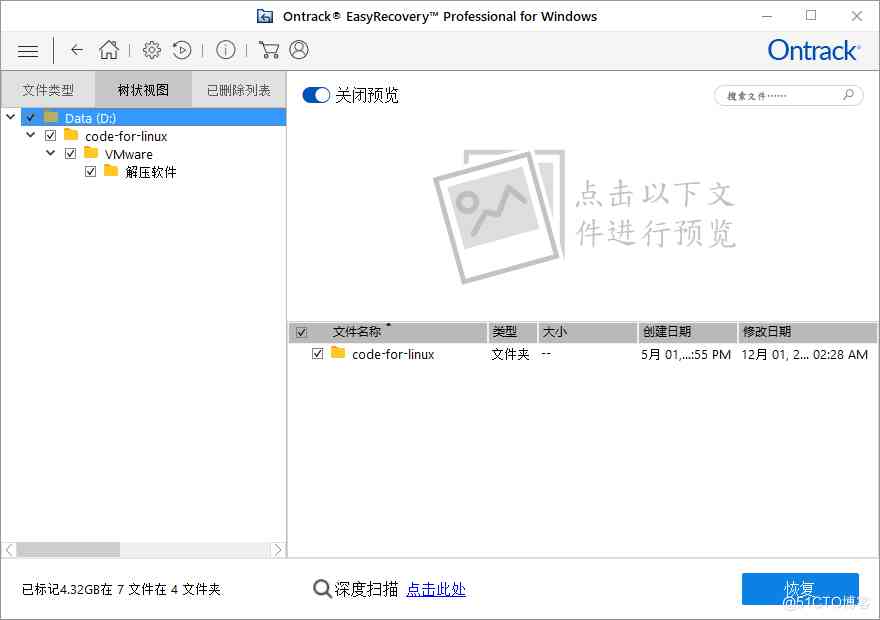 Ontrack® EasyRecovery™ Professional for Windows
Ontrack®
文件类型 树状视图 已删除列表
关闭预览
搜索文件······
Data (D:)
code-for-linux
VMware
解压软件
点击以下文
件进行预览
文件名称 类型 大小 创建日期 修改日期
code-for-linux 文件夹 -- 5月 01,...:55 PM 12月 01, 2... 02:28 AM
已标记4.32GB在 7 文件在 4 文件夹
深度扫描 点击此处
恢复
@51CTO博客